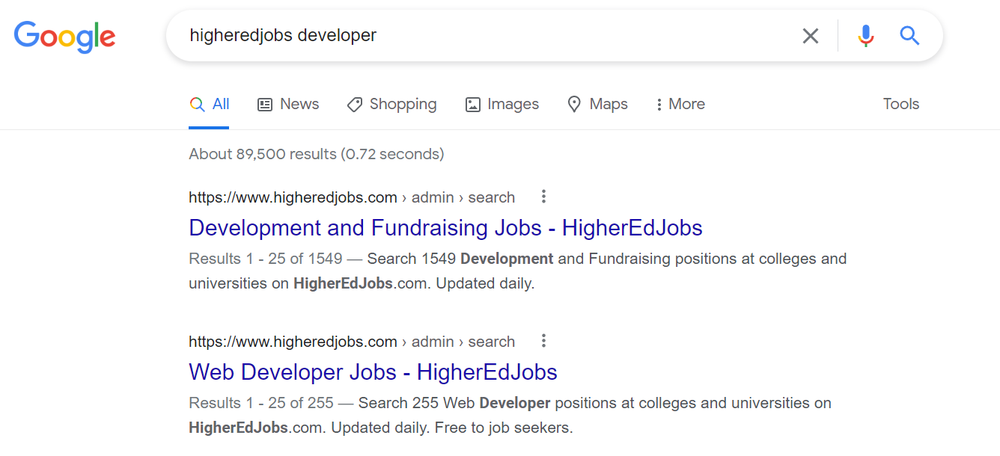 Google
higheredjobs developer
All News Shopping Images Maps More Tools
About 89,500 results (0.72 seconds)
https://www.higheredjobs.com › admin › search
Development and Fundraising Jobs - HigherEdJobs
Results 1 - 25 of 1549 — Search 1549 Development and Fundraising positions at colleges and
universities on HigherEdJobs.com. Updated daily.
https://www.higheredjobs.com › admin › search
Web Developer Jobs - HigherEdJobs
Results 1 - 25 of 255 — Search 255 Web Developer positions at colleges and universities on
HigherEdJobs.com. Updated daily. Free to job seekers.